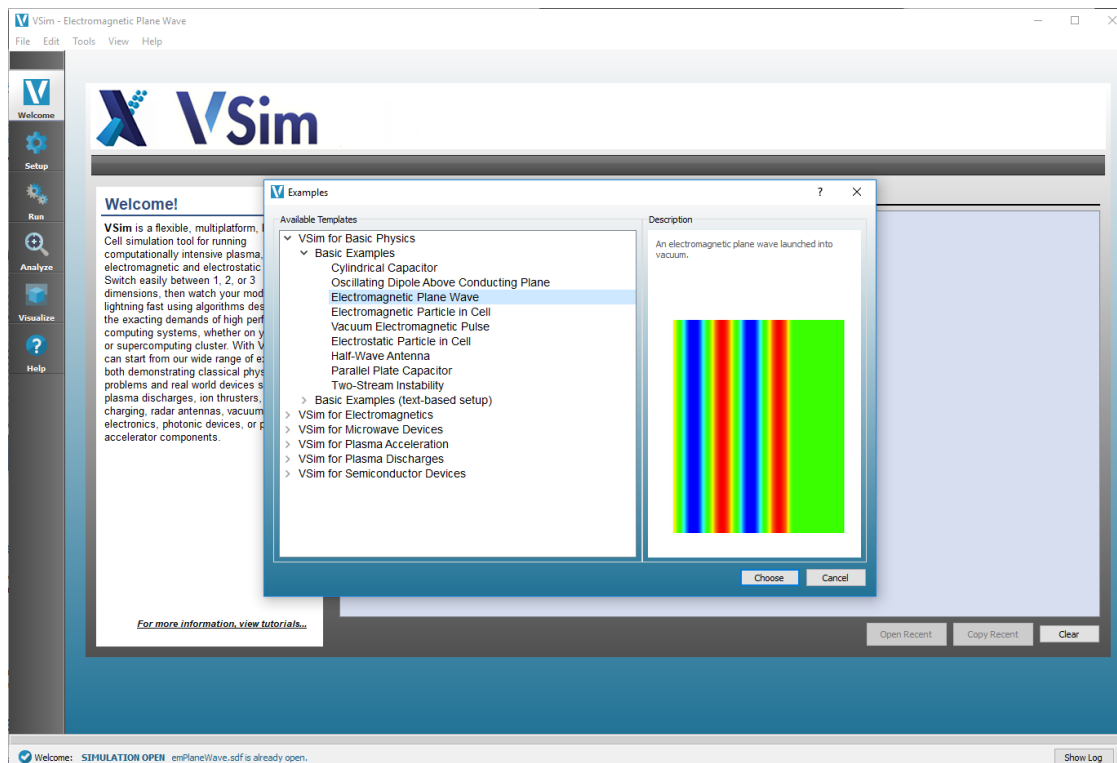 VSim - Electromagnetic Plane Wave
File Edit Tools View Help
Welcome
Setup
Run
Analyze
Visualize
Help
VSim
Welcome!
VSim is a flexible, multiplatform,
Cell simulation tool for running
computationally intensive plasma,
electromagnetic and electrostatic
Switch easily between 1, 2, or 3
dimensions, then watch your mod
lightning fast using algorithms des
the exacting demands of high perf
computing systems, whether on y
or supercomputing cluster. With V
can start from our wide range of e
both demonstrating classical phys
problems and real world devices s
plasma discharges, ion thrusters,
charging, radar antennas, vacuum
electronics, photonic devices, or p
accelerator components.
For more information, view tutorials...
Examples
Available Templates
VSim for Basic Physics
Basic Examples
Cylindrical Capacitor
Oscillating Dipole Above Conducting Plane
Electromagnetic Plane Wave
Electromagnetic Particle in Cell
Vacuum Electromagnetic Pulse
Electrostatic Particle in Cell
Half-Wave Antenna
Parallel Plate Capacitor
Two-Stream Instability
Basic Examples (text-based setup)
VSim for Electromagnetics
VSim for Microwave Devices
VSim for Plasma Acceleration
VSim for Plasma Discharges
VSim for Semiconductor Devices
Description
An electromagnetic plane wave launched into
vacuum.
Choose Cancel
Open Recent Copy Recent Clear
Welcome: SIMULATION OPEN emPlaneWave.sdf is already open.
Show Log